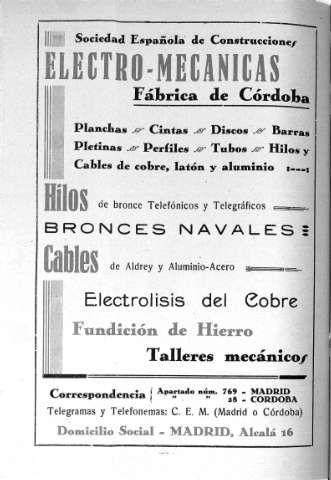 Sociedad Española de Construcciones
ELECTRO-MECANICAS
Fábrica de Córdoba
Planchas Cintas Discos Barras
Pletinas Perfiles Tubos Hilos y
Cables de cobre, latón y aluminio
Hilos de bronce Telefónicos y Telegráficos
BRONCES NAVALES
Cables de Aldrey y Aluminio-Acero
Electrolisis del Cobre
Fundición de Hierro
Talleres mecánicos
Correspondencia { Apartado núm. 769 - MADRID
" " 28 - CORDOBA
Telegramas y Telefonemas: C. E. M. (Madrid o Córdoba)
Domicilio Social - MADRID, Alcalá 16